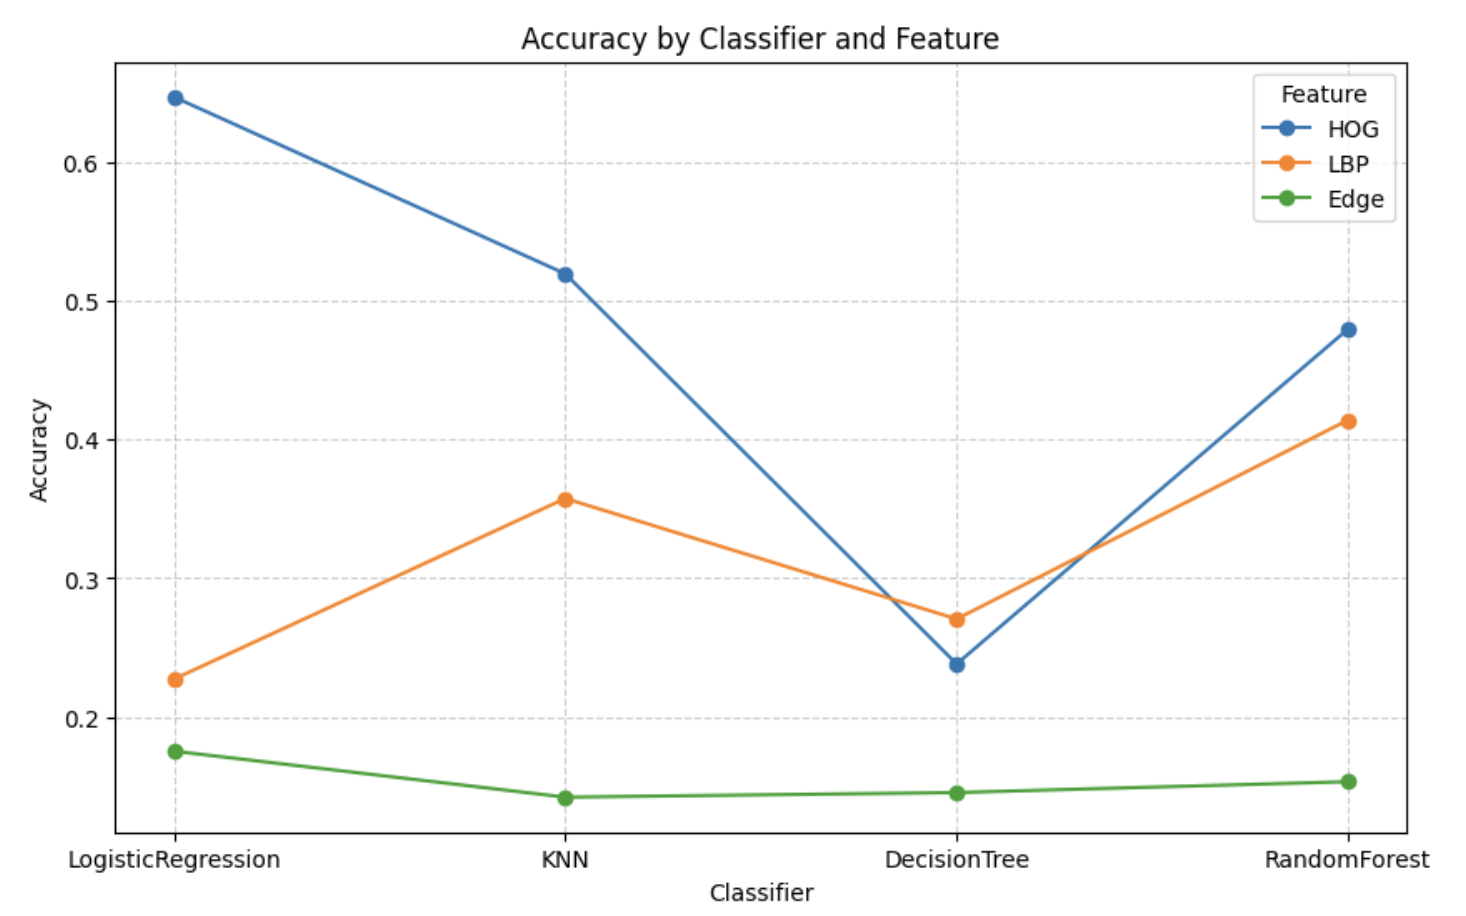 Accuracy by Classifier and Feature
Feature
HOG
LBP
Edge
0.6
0.5
0.4
0.3
0.2
Accuracy
LogisticRegression
KNN
DecisionTree
RandomForest
Classifier